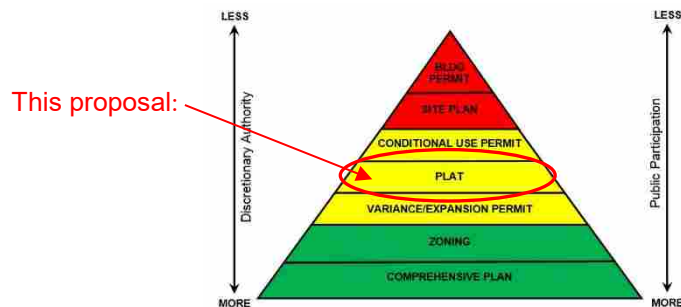 LESS
LESS
BLDG
PERMIT
This proposal:
SITE PLAN
Discretionary Authority
Public Participation
CONDITIONAL USE PERMIT
PLAT
VARIANCE/EXPANSION PERMIT
ZONING
COMPREHENSIVE PLAN
MORE
MORE